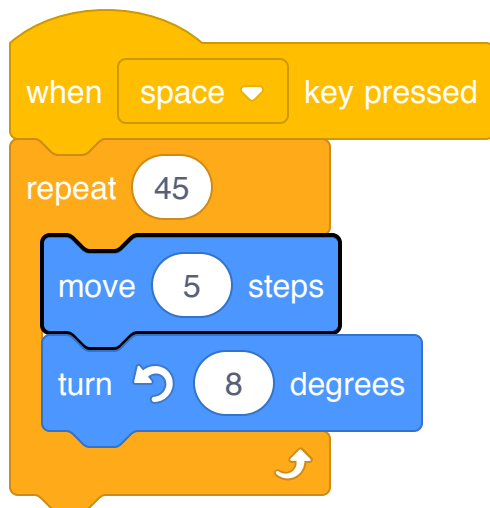 when space key pressed
repeat 45
move 5 steps
turn 8 degrees